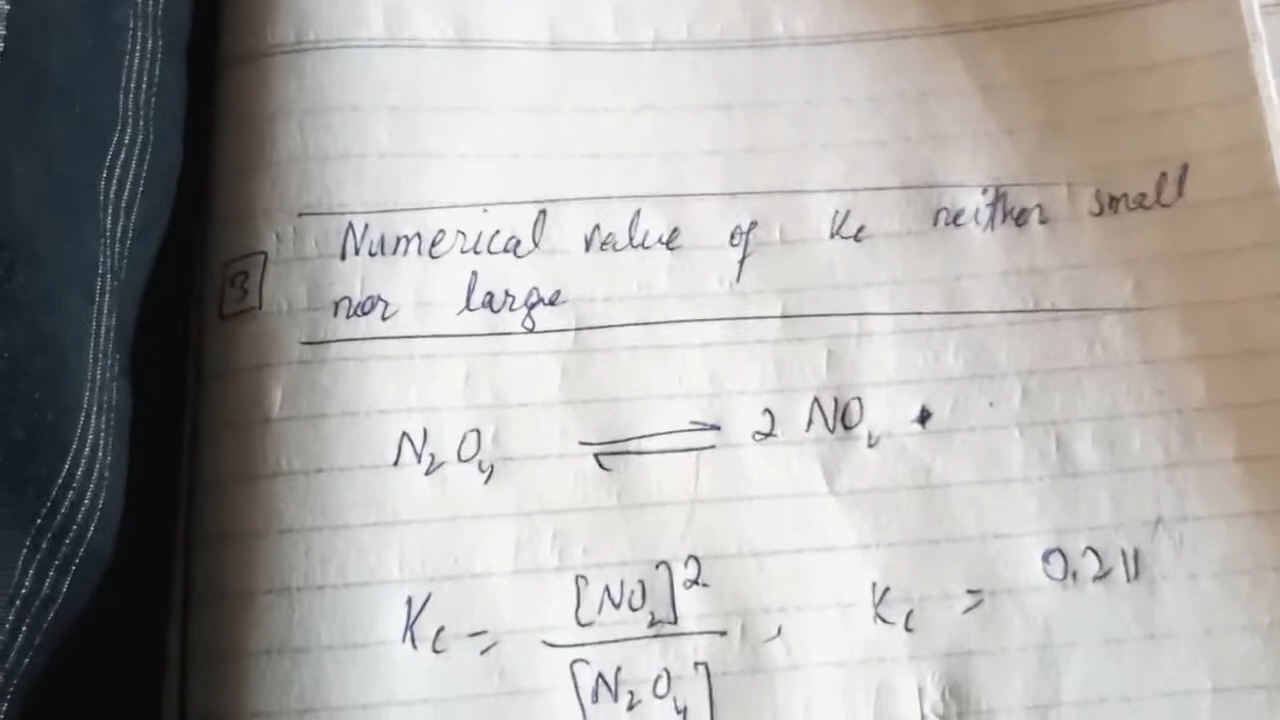 Numerical value of Kc neither small
3
nor large
N₂O₄ ⇌ 2 NO₂
Kc = [NO₂]² / [N₂O₄] , Kc = 0.211